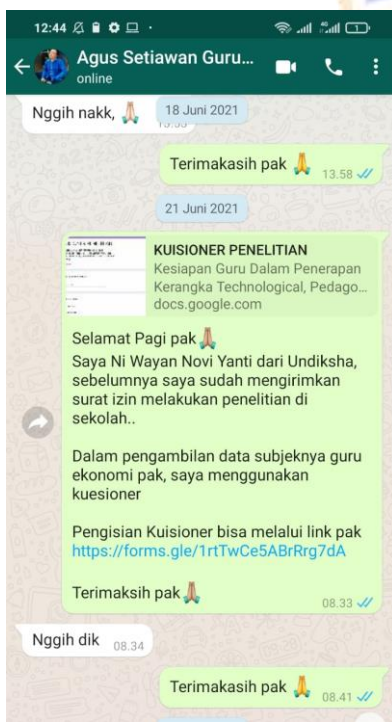 12:44
Agus Setiawan Guru...
online
Nggih nakk, 🙏
18 Juni 2021
Terimakasih pak 🙏
13.58
21 Juni 2021
KUISIONER PENELITIAN
Kesiapan Guru Dalam Penerapan
Kerangka Technological, Pedago...
docs.google.com
Selamat Pagi pak🙏
Saya Ni Wayan Novi Yanti dari Undiksha,
sebelumnya saya sudah mengirimkan
surat izin melakukan penelitian di
sekolah..
Dalam pengambilan data subjeknya guru
ekonomi pak, saya menggunakan
kuesioner
Pengisian Kuisioner bisa melalui link pak
https://forms.gle/1rtTwCe5ABrRrg7dA
Terimaksih pak🙏
08.33
Nggih dik 08.34
Terimakasih pak 🙏
08.41